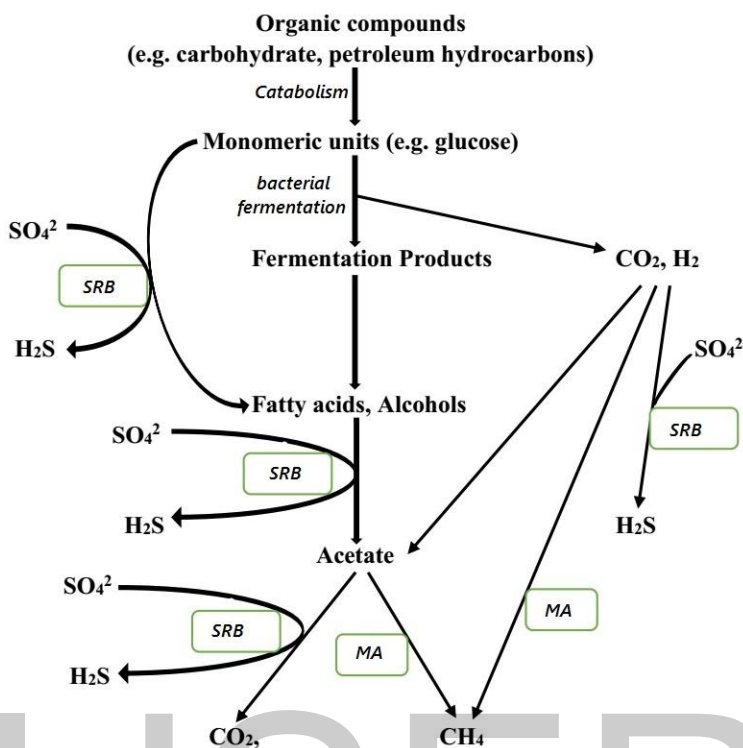 Organic compounds
(e.g. carbohydrate, petroleum hydrocarbons)
Catabolism
Monomeric units (e.g. glucose)
bacterial
fermentation
SO₄²
SRB
H₂S
Fermentation Products
CO₂, H₂
SO₄²
SRB
H₂S
Fatty acids, Alcohols
SO₄²
SRB
H₂S
Acetate
SO₄²
SRB
H₂S
MA
MA
CO₂,
CH₄